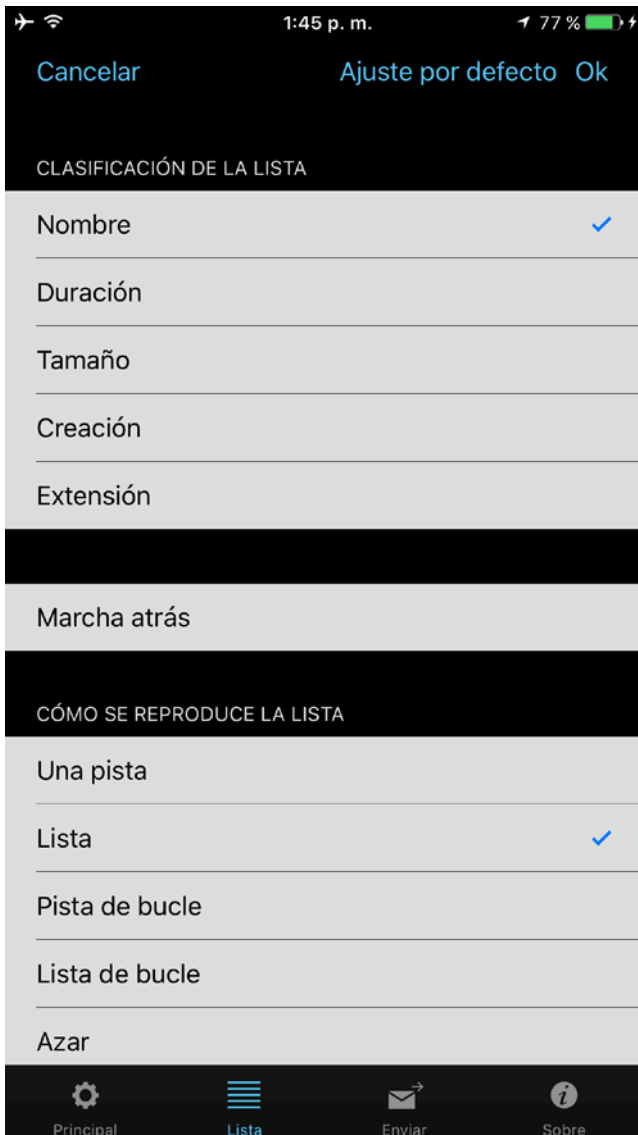 1:45 p. m.
77 %
Cancelar
Ajuste por defecto
Ok
CLASIFICACIÓN DE LA LISTA
Nombre
Duración
Tamaño
Creación
Extensión
Marcha atrás
CÓMO SE REPRODUCE LA LISTA
Una pista
Lista
Pista de bucle
Lista de bucle
Azar
Principal
Lista
Enviar
Sobre